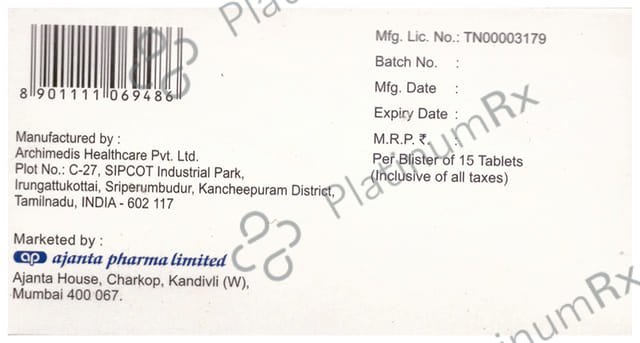 8 901111 069486
Manufactured by :
Archimedis Healthcare Pvt. Ltd.
Plot No.: C-27, SIPCOT Industrial Park,
Irungattukottai, Sriperumbudur, Kancheepuram District,
Tamilnadu, INDIA - 602 117
Marketed by :
ap ajanta pharma limited
Ajanta House, Charkop, Kandivli (W),
Mumbai 400 067.
Mfg. Lic. No.: TN00003179
Batch No. :
Mfg. Date :
Expiry Date :
M.R.P. ₹. :
Per Blister of 15 Tablets
(Inclusive of all taxes)
PlatinumRx
PlatinumRx
tinumRx